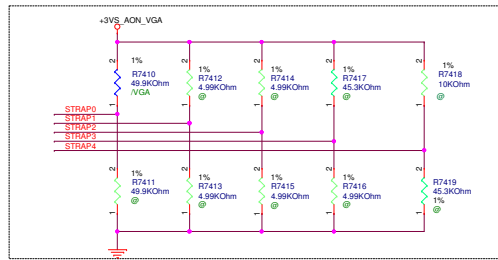 +3VS_AON_VGA
2
1%
R7410
49.9KOhm
/VGA
1
2
1%
R7412
4.99KOhm
@
1
2
1%
R7414
4.99KOhm
@
1
2
1%
R7417
45.3KOhm
@
1
2
1%
R7418
10KOhm
@
1
STRAP0
STRAP1
STRAP2
STRAP3
STRAP4
2
1%
R7411
49.9KOhm
@
1
2
1%
R7413
4.99KOhm
@
1
2
1%
R7415
4.99KOhm
@
1
2
1%
R7416
4.99KOhm
@
1
2
R7419
45.3KOhm
1%
@
1